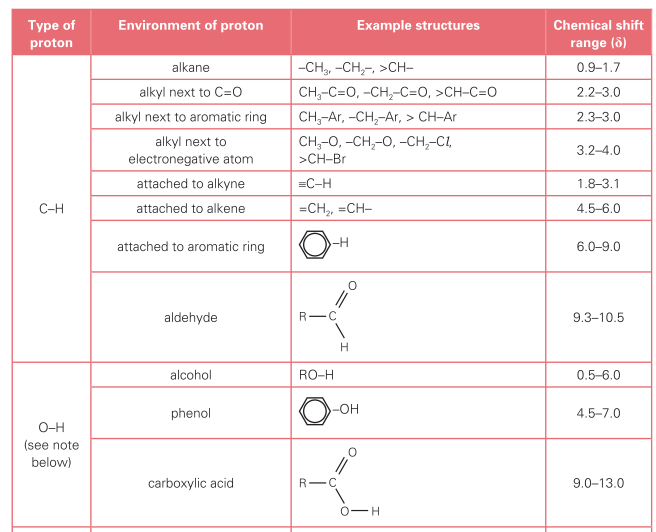 Type of proton
Environment of proton
Example structures
Chemical shift range (δ)
C–H
alkane
–CH₃, –CH₂–, >CH–
0.9–1.7
alkyl next to C=O
CH₃–C=O, –CH₂–C=O, >CH–C=O
2.2–3.0
alkyl next to aromatic ring
CH₃–Ar, –CH₂–Ar, > CH–Ar
2.3–3.0
alkyl next to
electronegative atom
CH₃–O, –CH₂–O, –CH₂–Cl,
>CH–Br
3.2–4.0
attached to alkyne
≡C–H
1.8–3.1
attached to alkene
=CH₂, =CH–
4.5–6.0
attached to aromatic ring
–H
6.0–9.0
aldehyde
O
R–C
H
9.3–10.5
O–H
(see note
below)
alcohol
RO–H
0.5–6.0
phenol
–OH
4.5–7.0
carboxylic acid
O
R–C
O–H
9.0–13.0